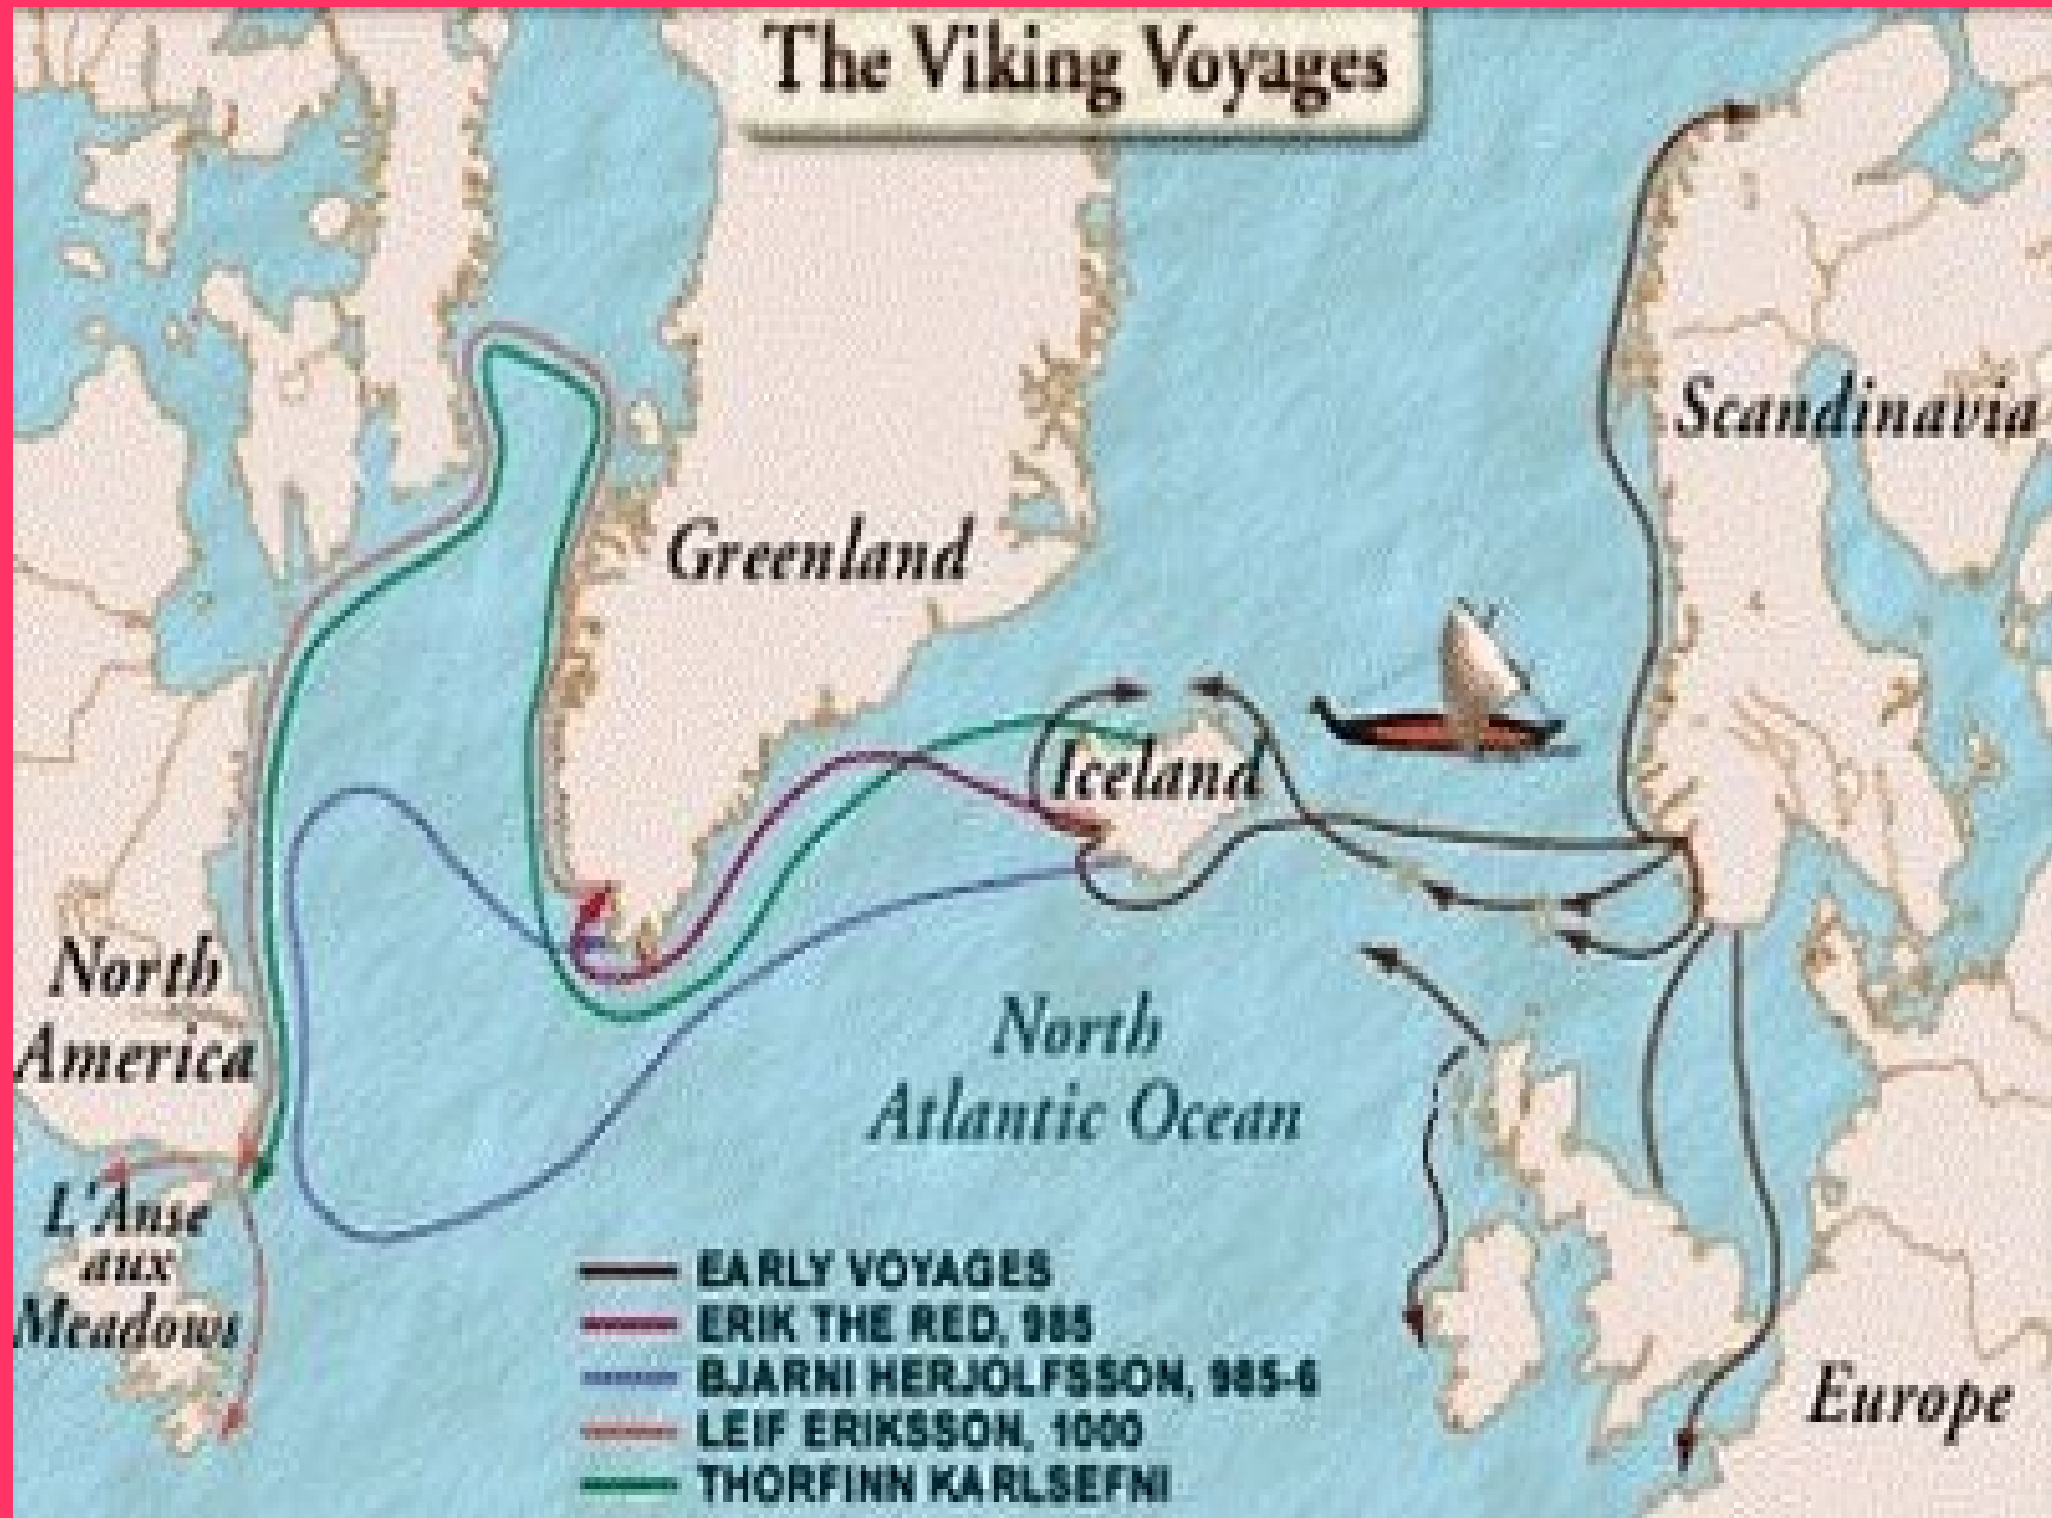 The Viking Voyages
Scandinavia
Greenland
Iceland
North
America
North
Atlantic Ocean
L'Anse
aux
Meadows
EARLY VOYAGES
ERIK THE RED, 985
BJARNI HERJOLFSSON, 985-6
LEIF ERIKSSON, 1000
THORFINN KARLSEFNI
Europe